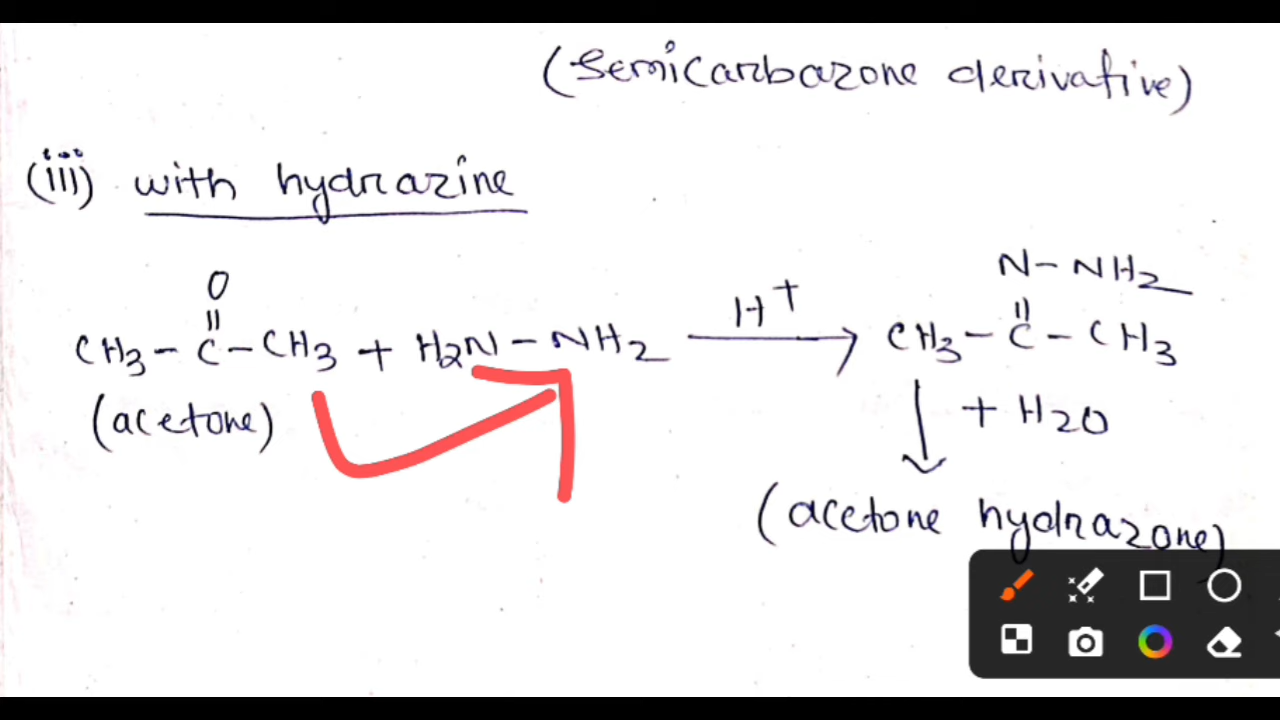 (Semicarbazone derivative)
(iii) with hydrazine
O N-NH2
|| ||
CH3-C-CH3 + H2N-NH2 H+ → CH3-C-CH3
(acetone) ↓ + H2O
(acetone hydrazone)